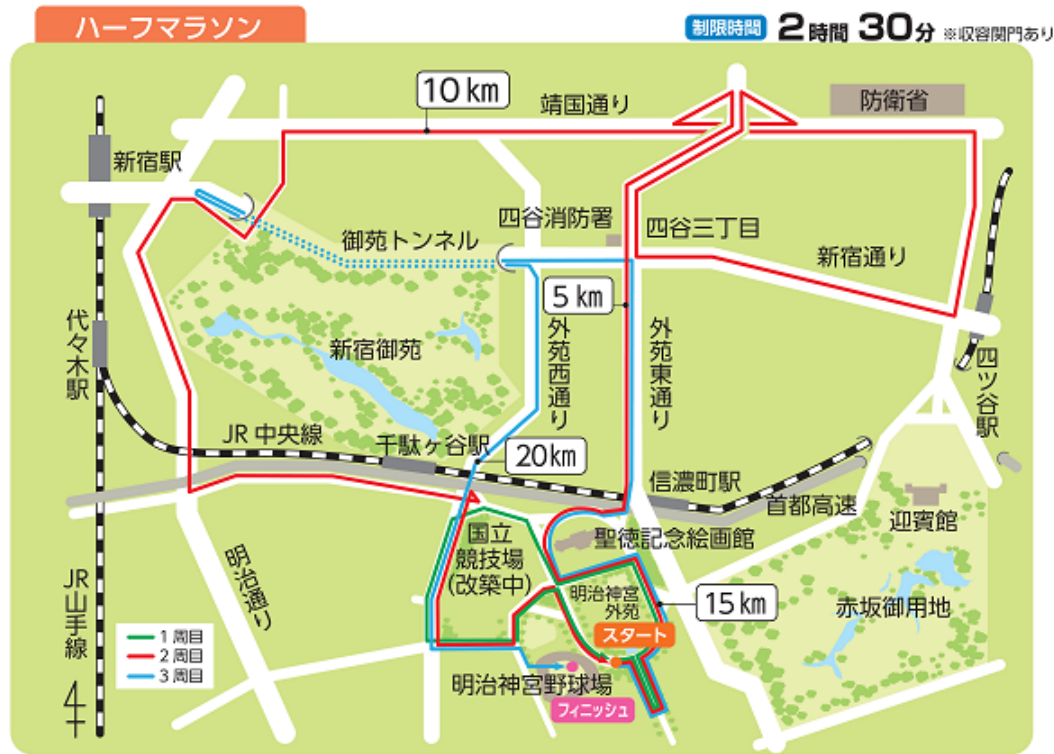 ハーフマラソン
制限時間 2時間 30分 ※収容関門あり
10 km
靖国通り
防衛省
新宿駅
四谷消防署
四谷三丁目
御苑トンネル
新宿通り
5 km
代々木駅
新宿御苑
外苑西通り
外苑東通り
四ツ谷駅
JR 中央線
千駄ヶ谷駅
20km
信濃町駅
首都高速
迎賓館
国立
競技場
(改築中)
聖徳記念絵画館
明治通り
JR山手線
明治神宮
外苑
15 km
赤坂御用地
スタート
1 周目
2 周目
3 周目
明治神宮野球場
フィニッシュ